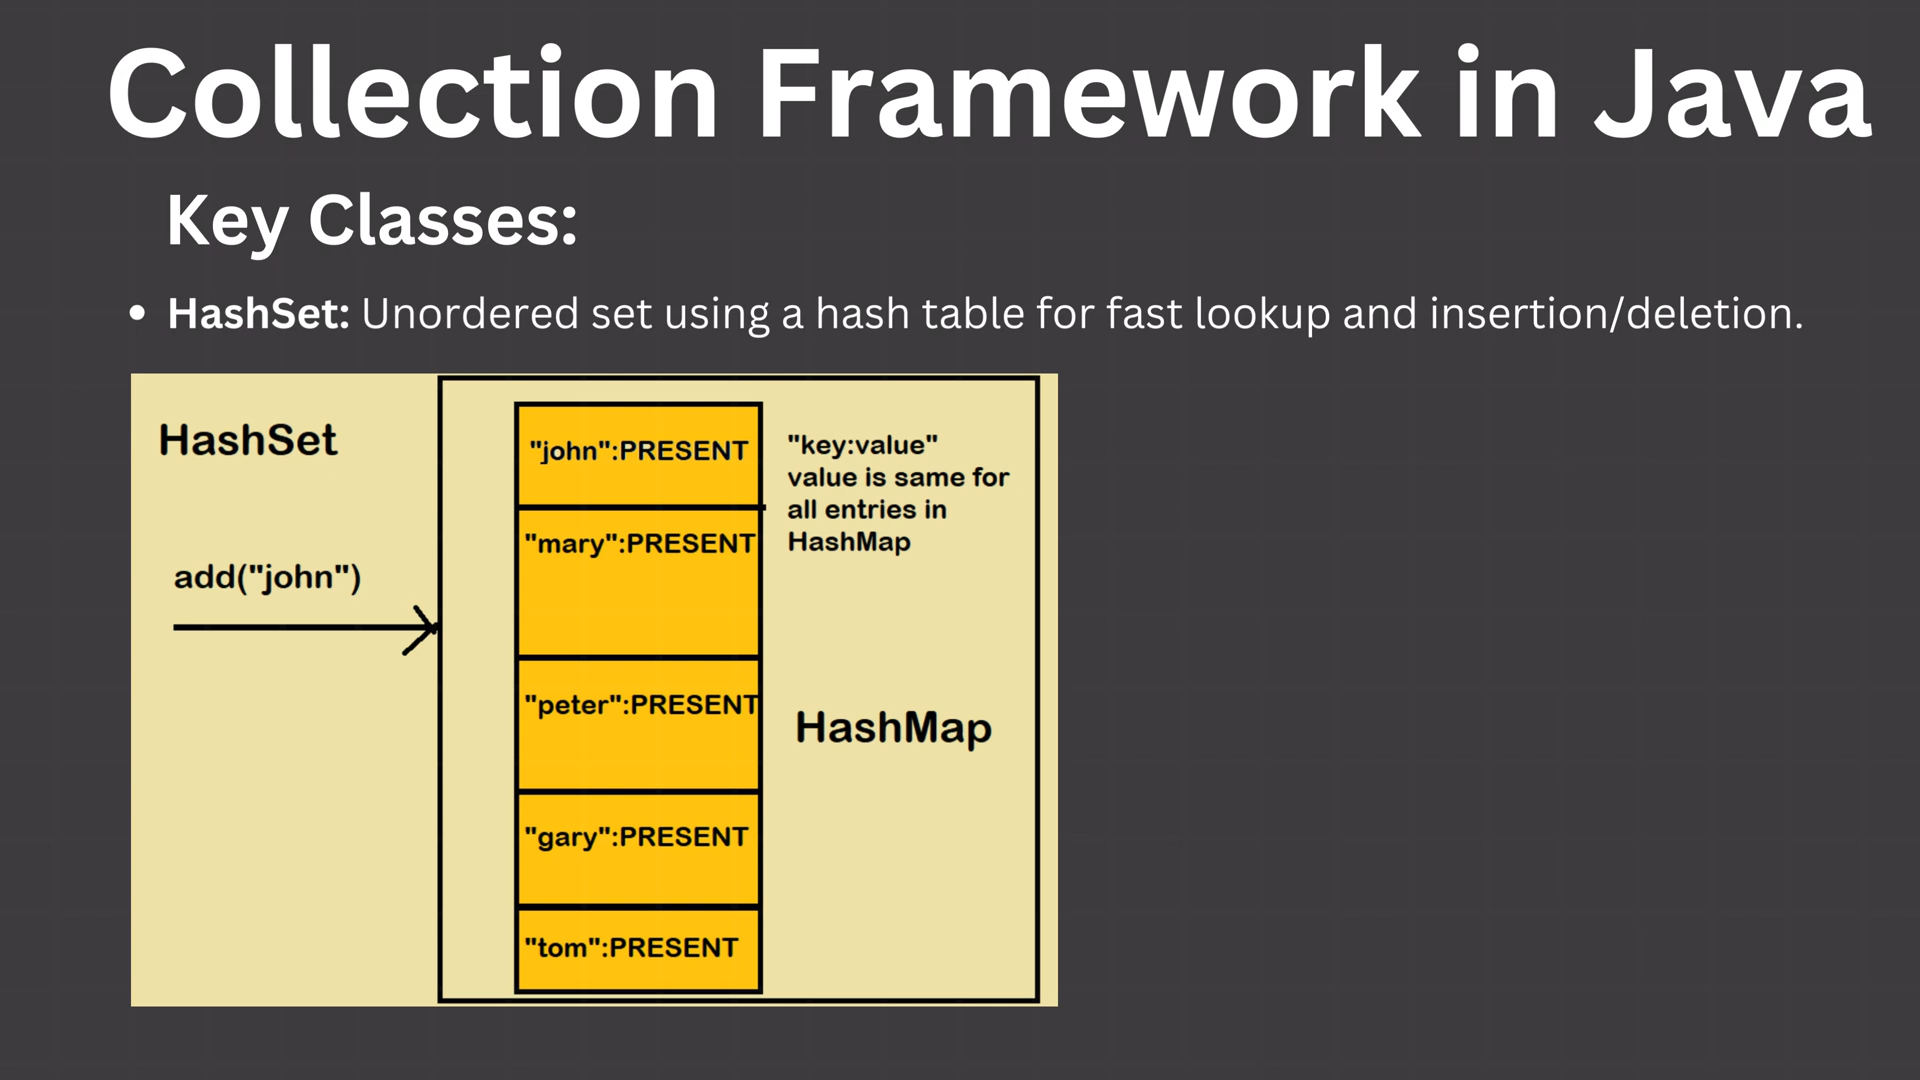 Collection Framework in Java
Key Classes:
• HashSet: Unordered set using a hash table for fast lookup and insertion/deletion.
HashSet
add("john")
"john":PRESENT
"mary":PRESENT
"peter":PRESENT
"gary":PRESENT
"tom":PRESENT
"key:value"
value is same for
all entries in
HashMap
HashMap